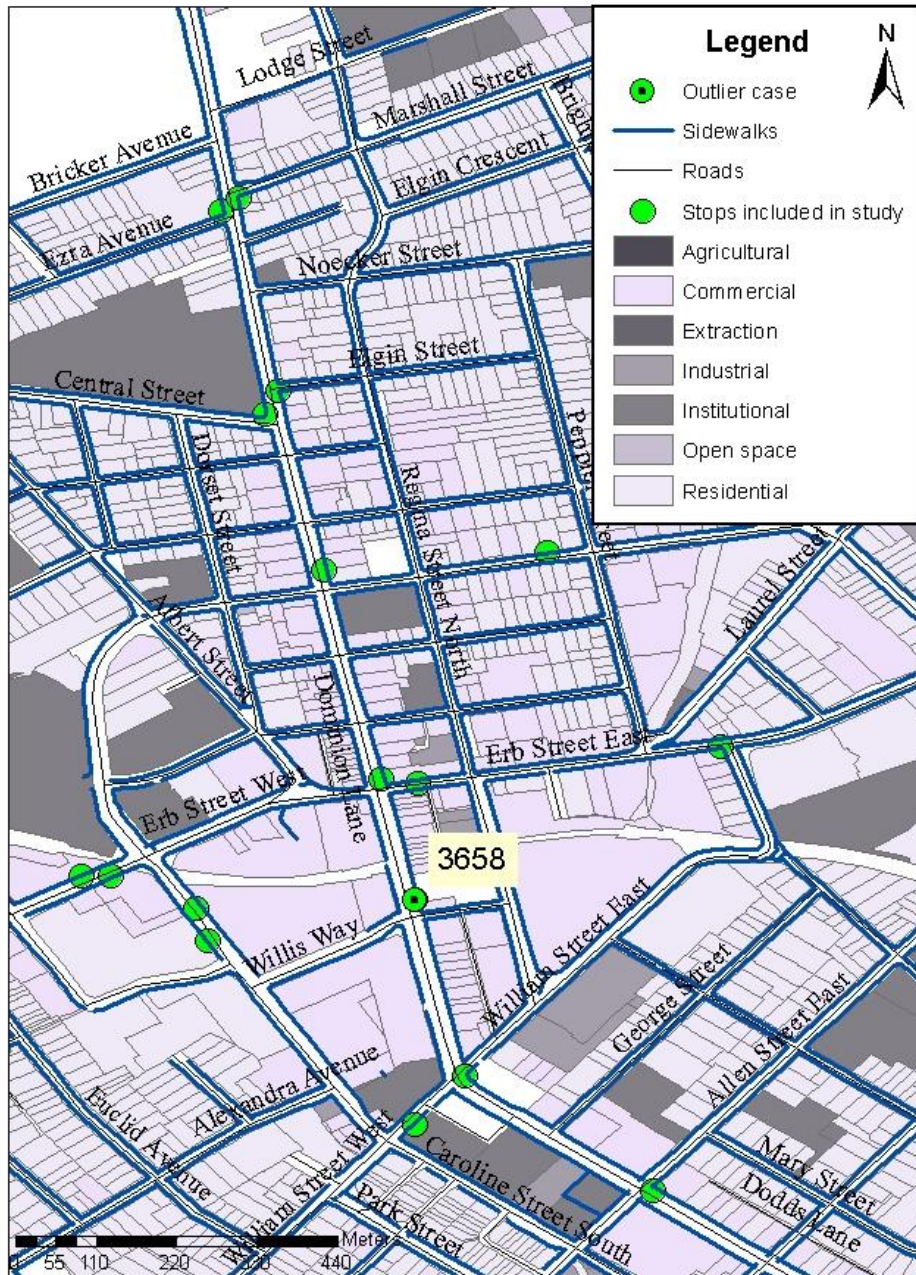 Legend
N
Outlier case
Sidewalks
Roads
Stops included in study
Agricultural
Commercial
Extraction
Industrial
Institutional
Open space
Residential
Lodge Street
Marshall Street
Bricker Avenue
Elgin Crescent
Ezra Avenue
Noecker Street
Elgin Street
Central Street
Dorset Street
Regina Street North
Laurel Street
Albert Street
Dominion Lane
Erb Street East
Erb Street West
3658
Willis Way
William Street East
George Street
Allen Street East
Alexandra Avenue
Euclid Avenue
William Street West
Caroline Street South
Mary Street
Dodds Lane
Park Street
Meters
0 55 110 220 330 440